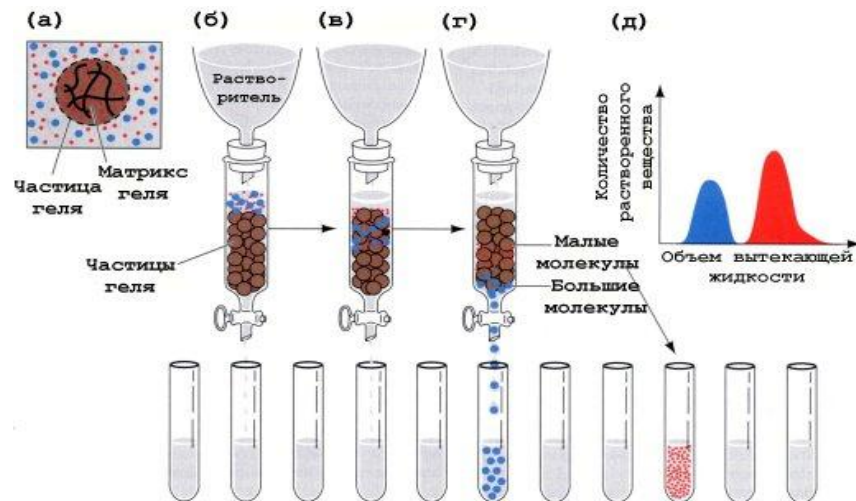 (а)
(б)
(в)
(г)
(д)
Раство-
ритель
Частица
геля
Матрикс
геля
Частицы
геля
Малые
молекулы
Большие
молекулы
Количество
растворенного
вещества
Объем вытекающей
жидкости